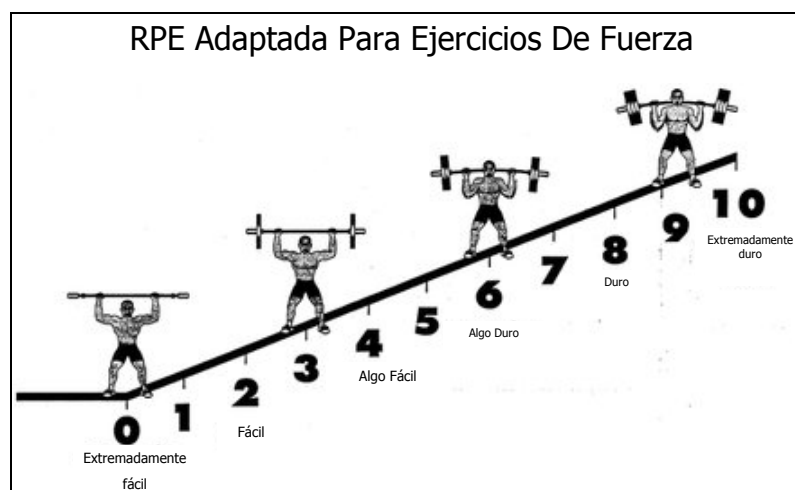 RPE Adaptada Para Ejercicios De Fuerza
0
Extremadamente
fácil
1
2
Fácil
3
4
Algo Fácil
5
6
Algo Duro
7
8
Duro
9
10
Extremadamente
duro